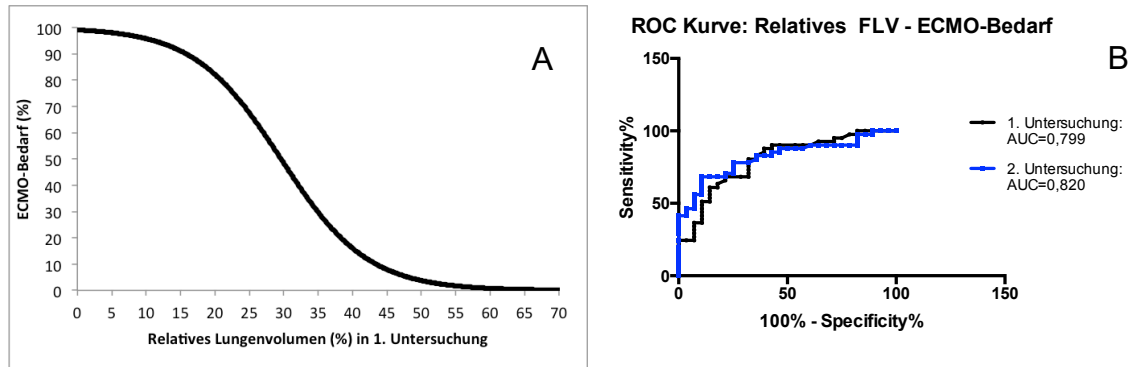 A
100
90
80
70
60
50
40
30
20
10
0
ECMO-Bedarf (%)
0 5 10 15 20 25 30 35 40 45 50 55 60 65 70
Relatives Lungenvolumen (%) in 1. Untersuchung
ROC Kurve: Relatives FLV - ECMO-Bedarf
B
150
100
50
0
Sensitivity%
0 50 100 150
100% - Specificity%
1. Untersuchung:
AUC=0,799
2. Untersuchung:
AUC=0,820